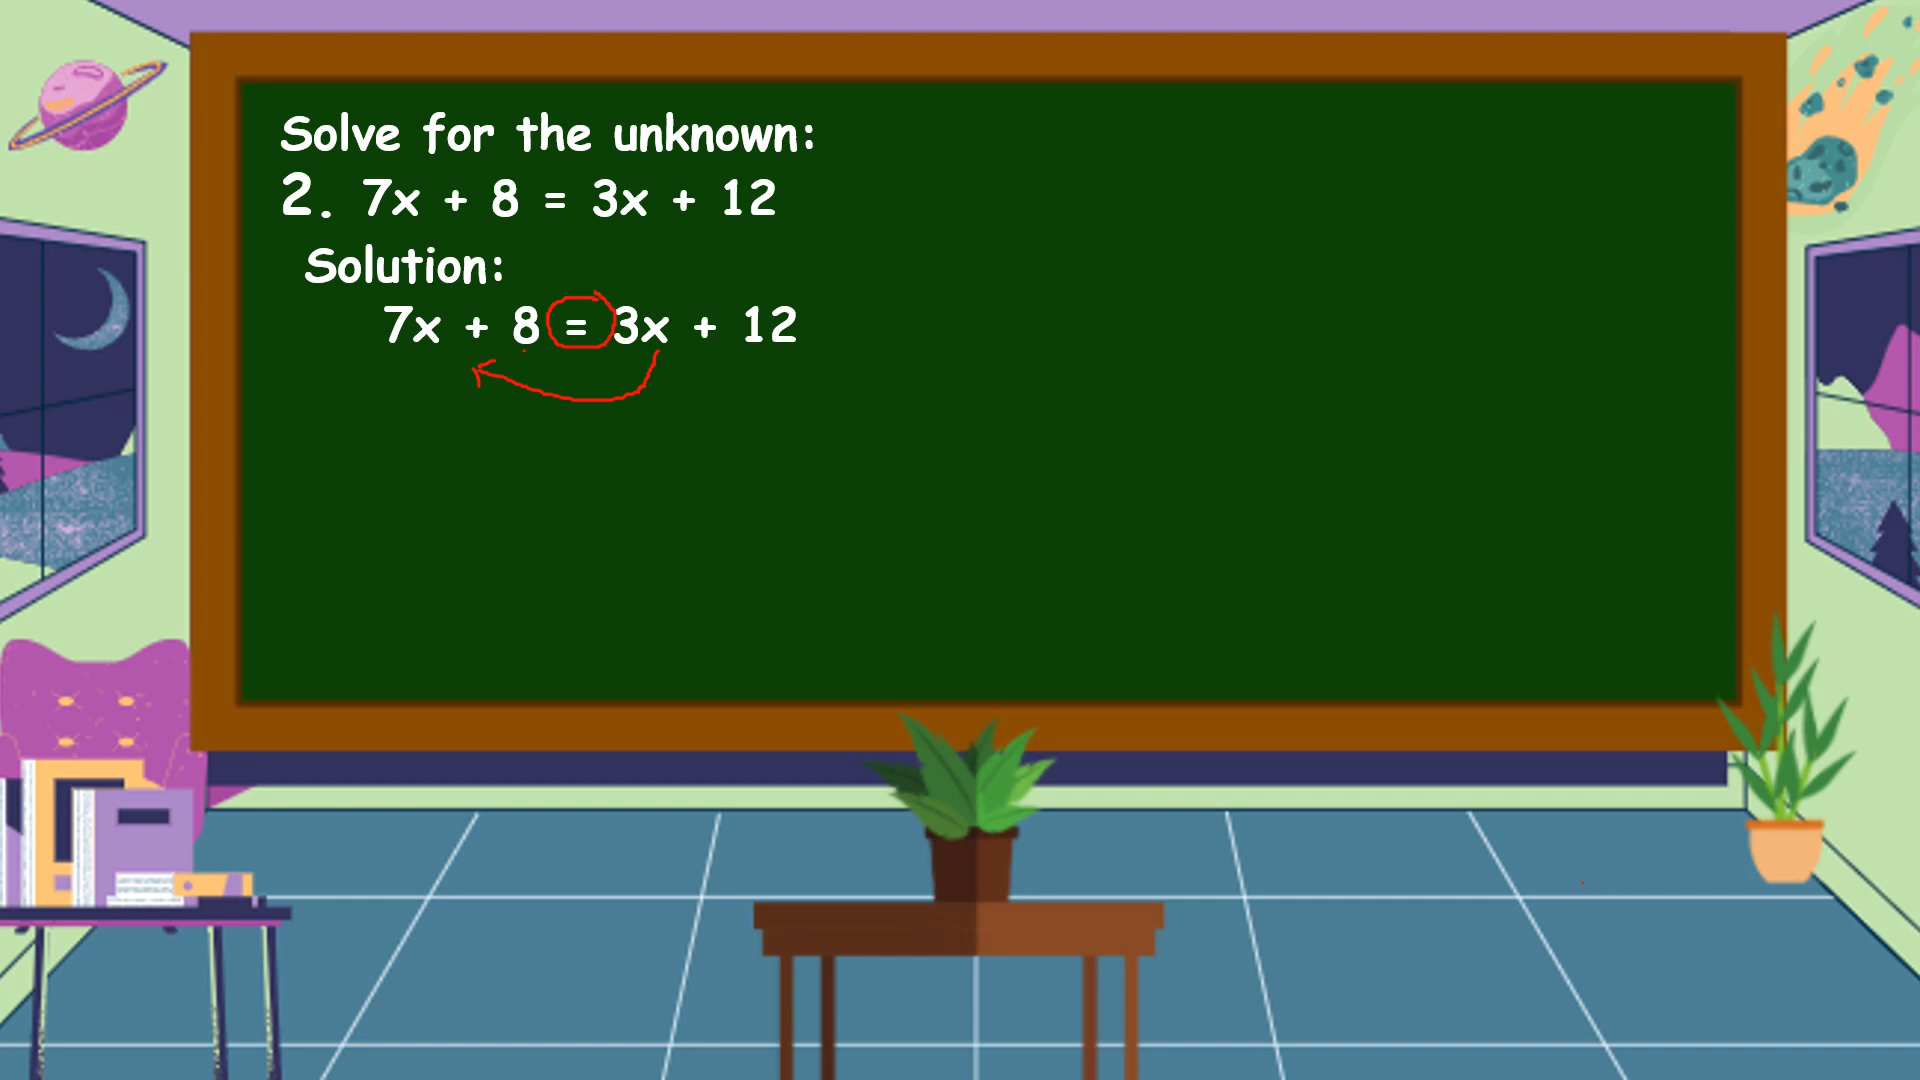 Solve for the unknown:
2. 7x + 8 = 3x + 12
Solution:
7x + 8 = 3x + 12